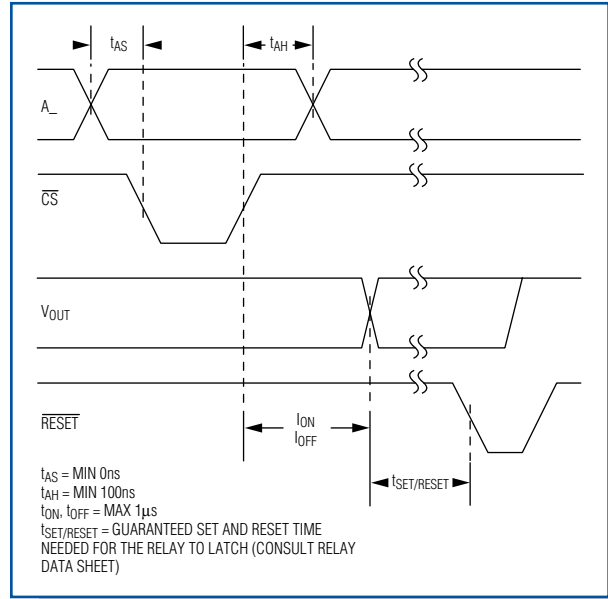 tAS
tAH
A_
CS
VOUT
RESET
ION
IOFF
tSET/RESET
tAS = MIN 0ns
tAH = MIN 100ns
tON, tOFF = MAX 1µs
tSET/RESET = GUARANTEED SET AND RESET TIME
NEEDED FOR THE RELAY TO LATCH (CONSULT RELAY
DATA SHEET)